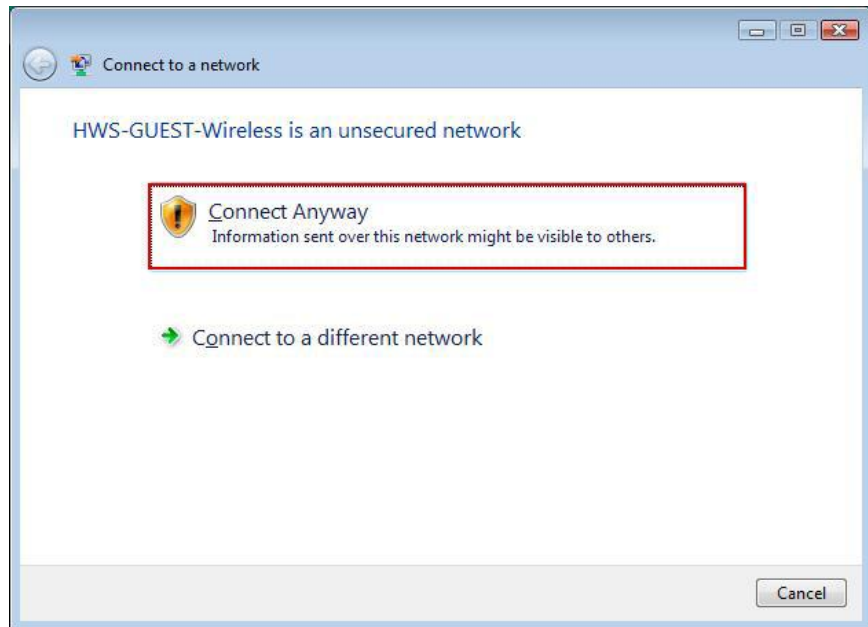 Connect to a network
HWS-GUEST-Wireless is an unsecured network
Connect Anyway
Information sent over this network might be visible to others.
Connect to a different network
Cancel